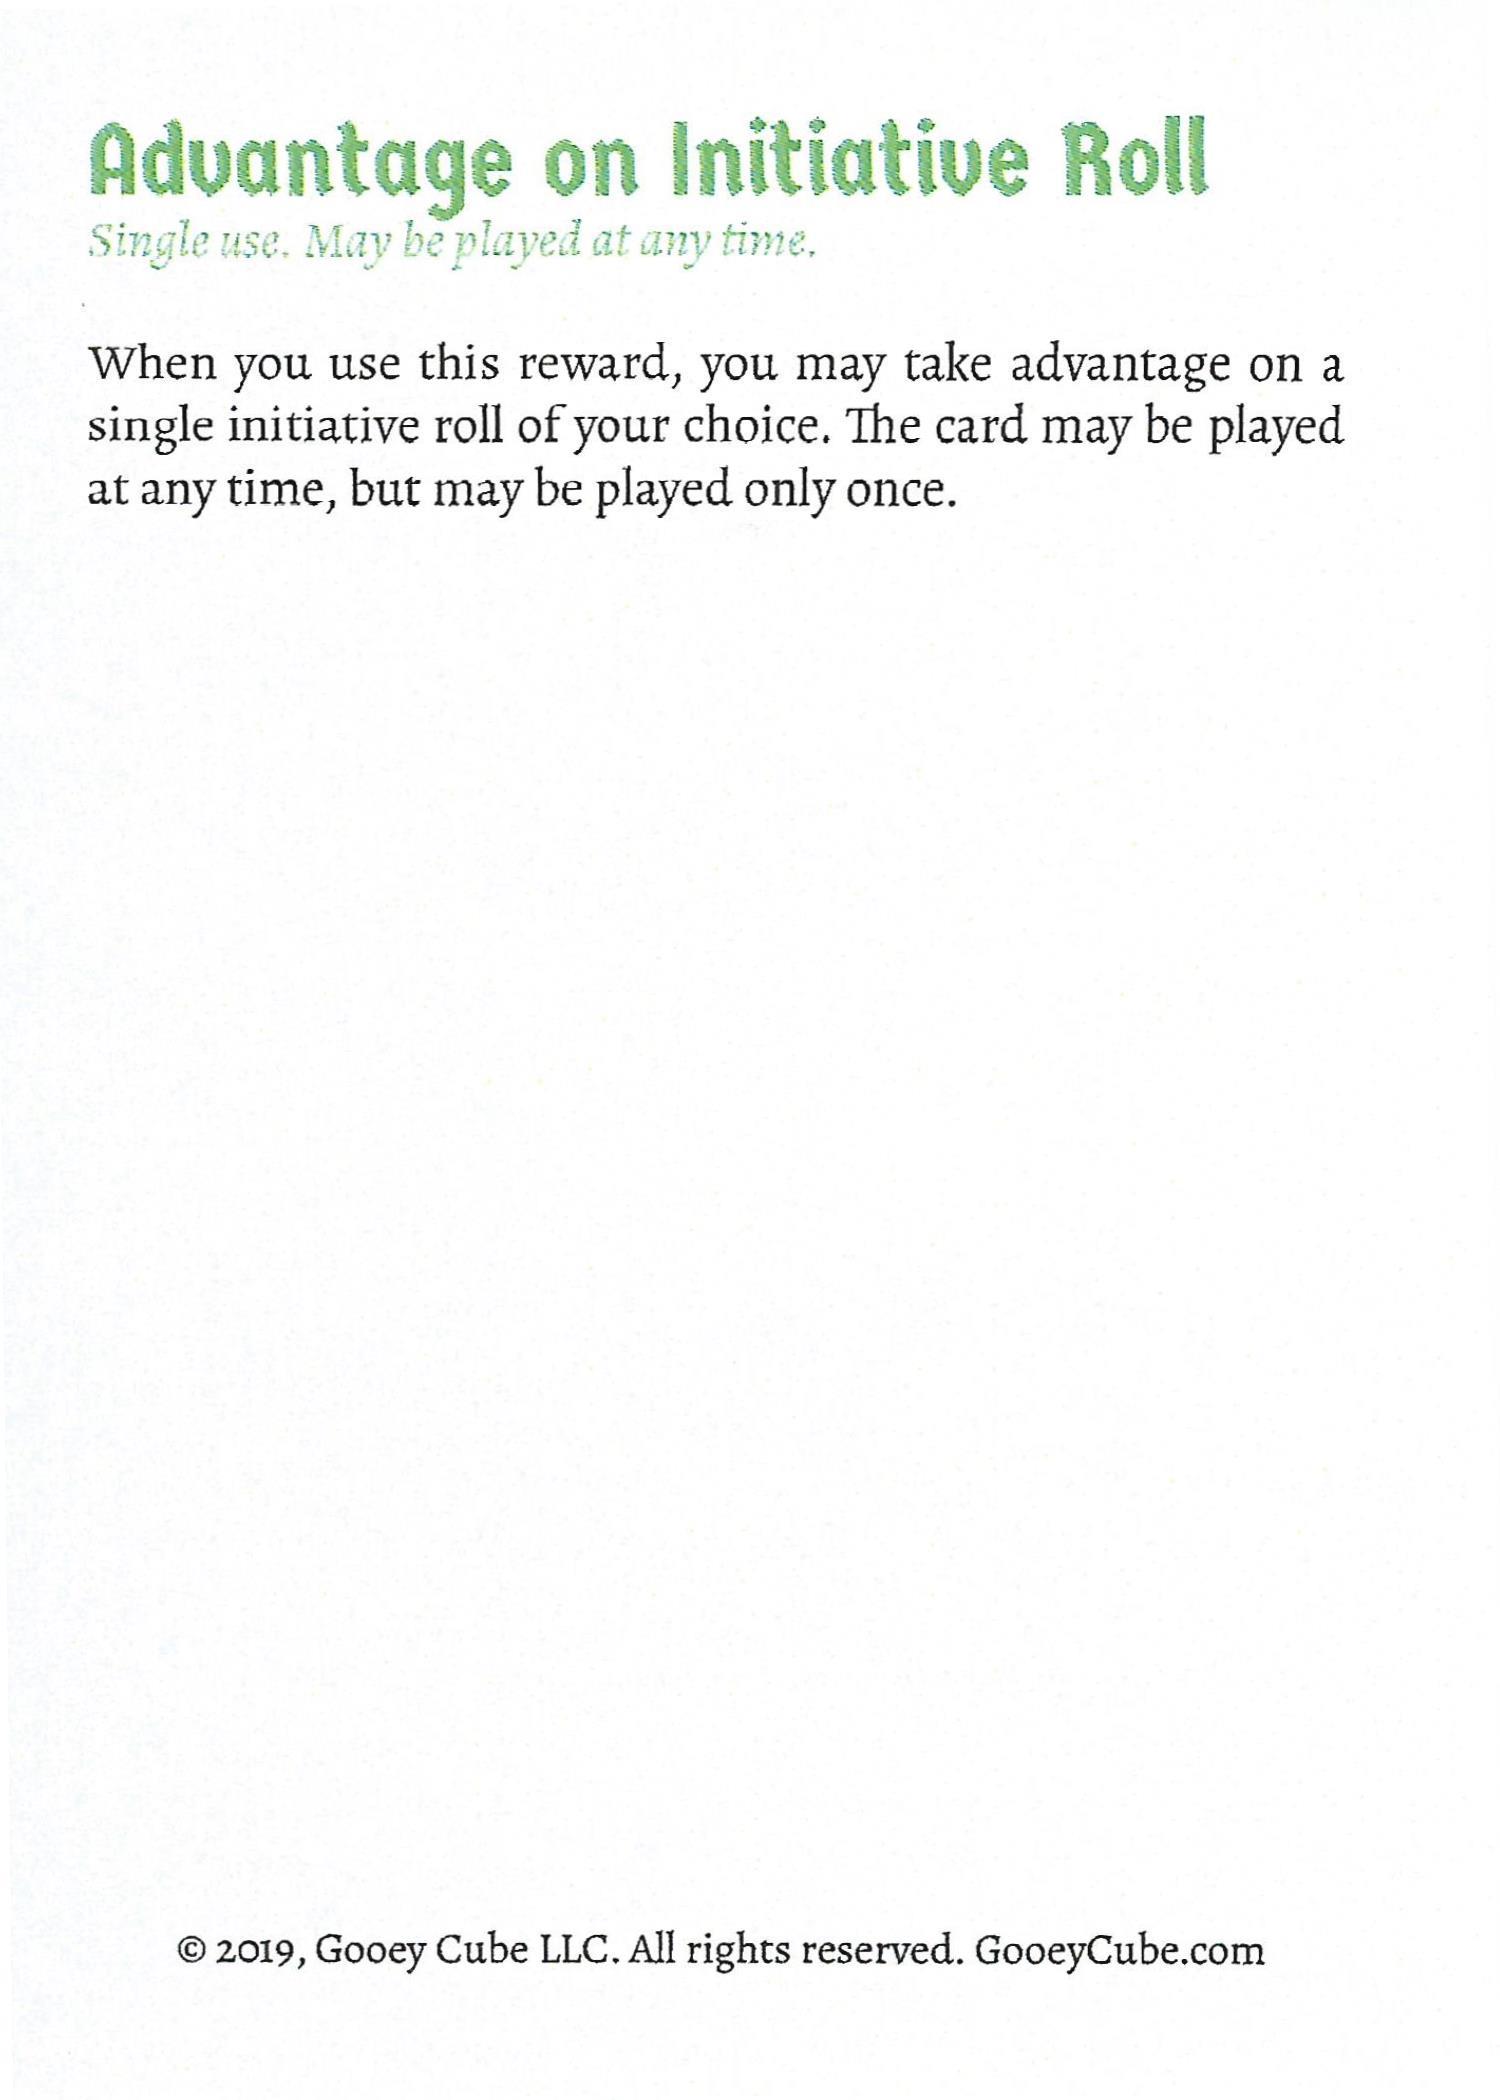 Advantage on Initiative Roll
Single use. May be played at any time.
When you use this reward, you may take advantage on a
single initiative roll of your choice. The card may be played
at any time, but may be played only once.
© 2019, Gooey Cube LLC. All rights reserved. GooeyCube.com